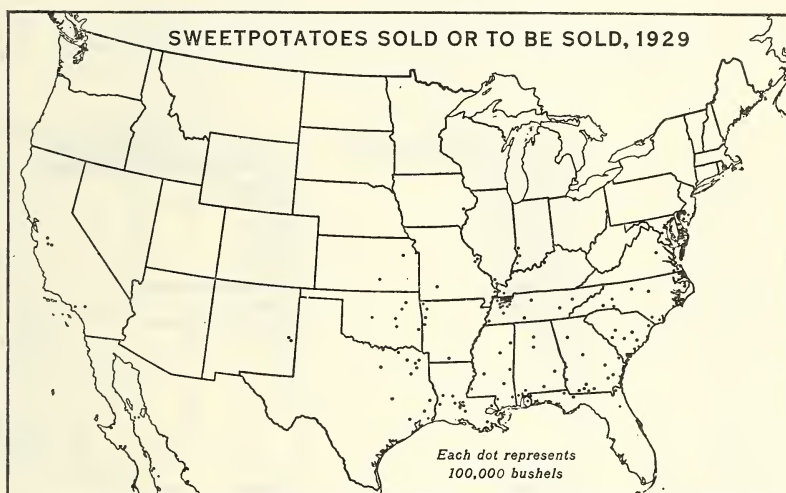 SWEETPOTATOES SOLD OR TO BE SOLD, 1929
Each dot represents
100,000 bushels